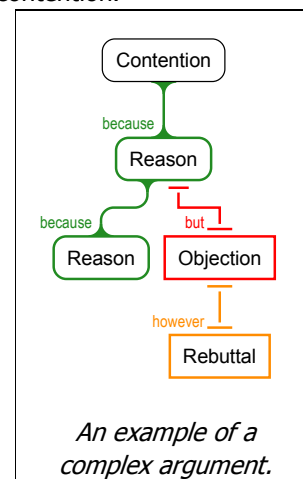 contention.
Contention
because
Reason
because
but
Reason
Objection
however
Rebuttal
An example of a
complex argument.